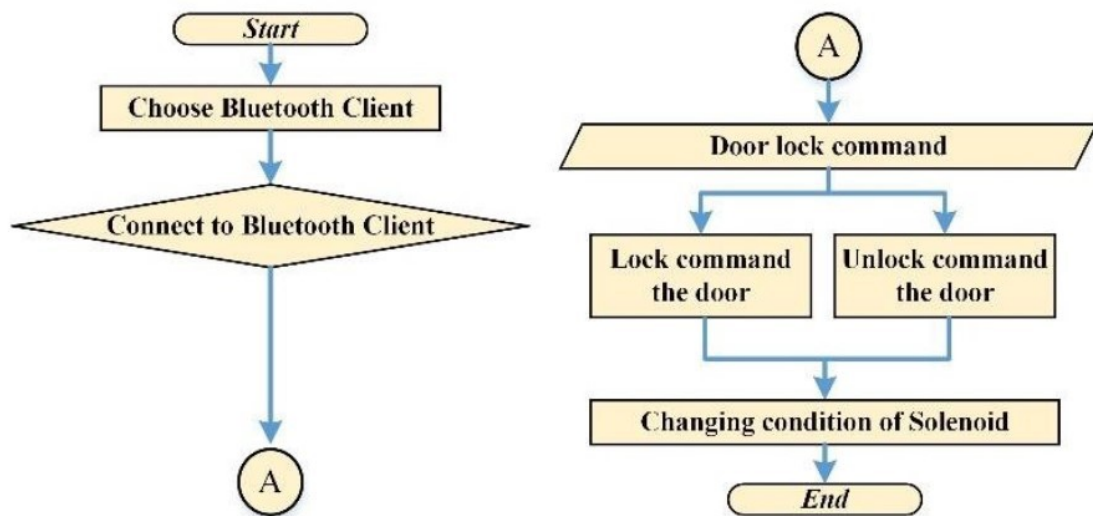 Start
Choose Bluetooth Client
Connect to Bluetooth Client
A
A
Door lock command
Lock command
the door
Unlock command
the door
Changing condition of Solenoid
End